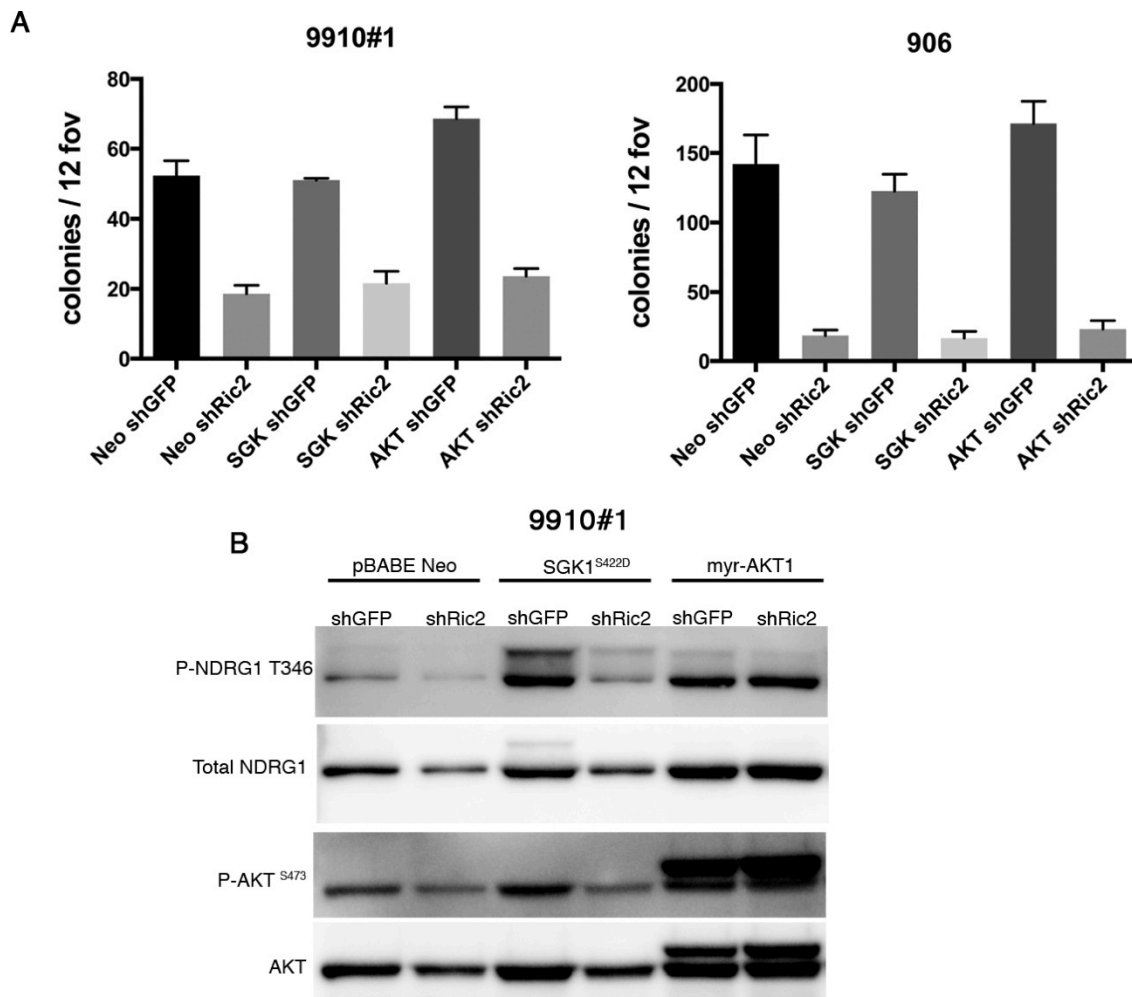 A
9910#1
colonies / 12 fov
80
60
40
20
0
Neo shGFP
Neo shRic2
SGK shGFP
SGK shRic2
AKT shGFP
AKT shRic2
906
colonies / 12 fov
200
150
100
50
0
Neo shGFP
Neo shRic2
SGK shGFP
SGK shRic2
AKT shGFP
AKT shRic2
B
9910#1
pBABE Neo SGK1S422D myr-AKT1
shGFP shRic2 shGFP shRic2 shGFP shRic2
P-NDRG1 T346
Total NDRG1
P-AKT S473
AKT